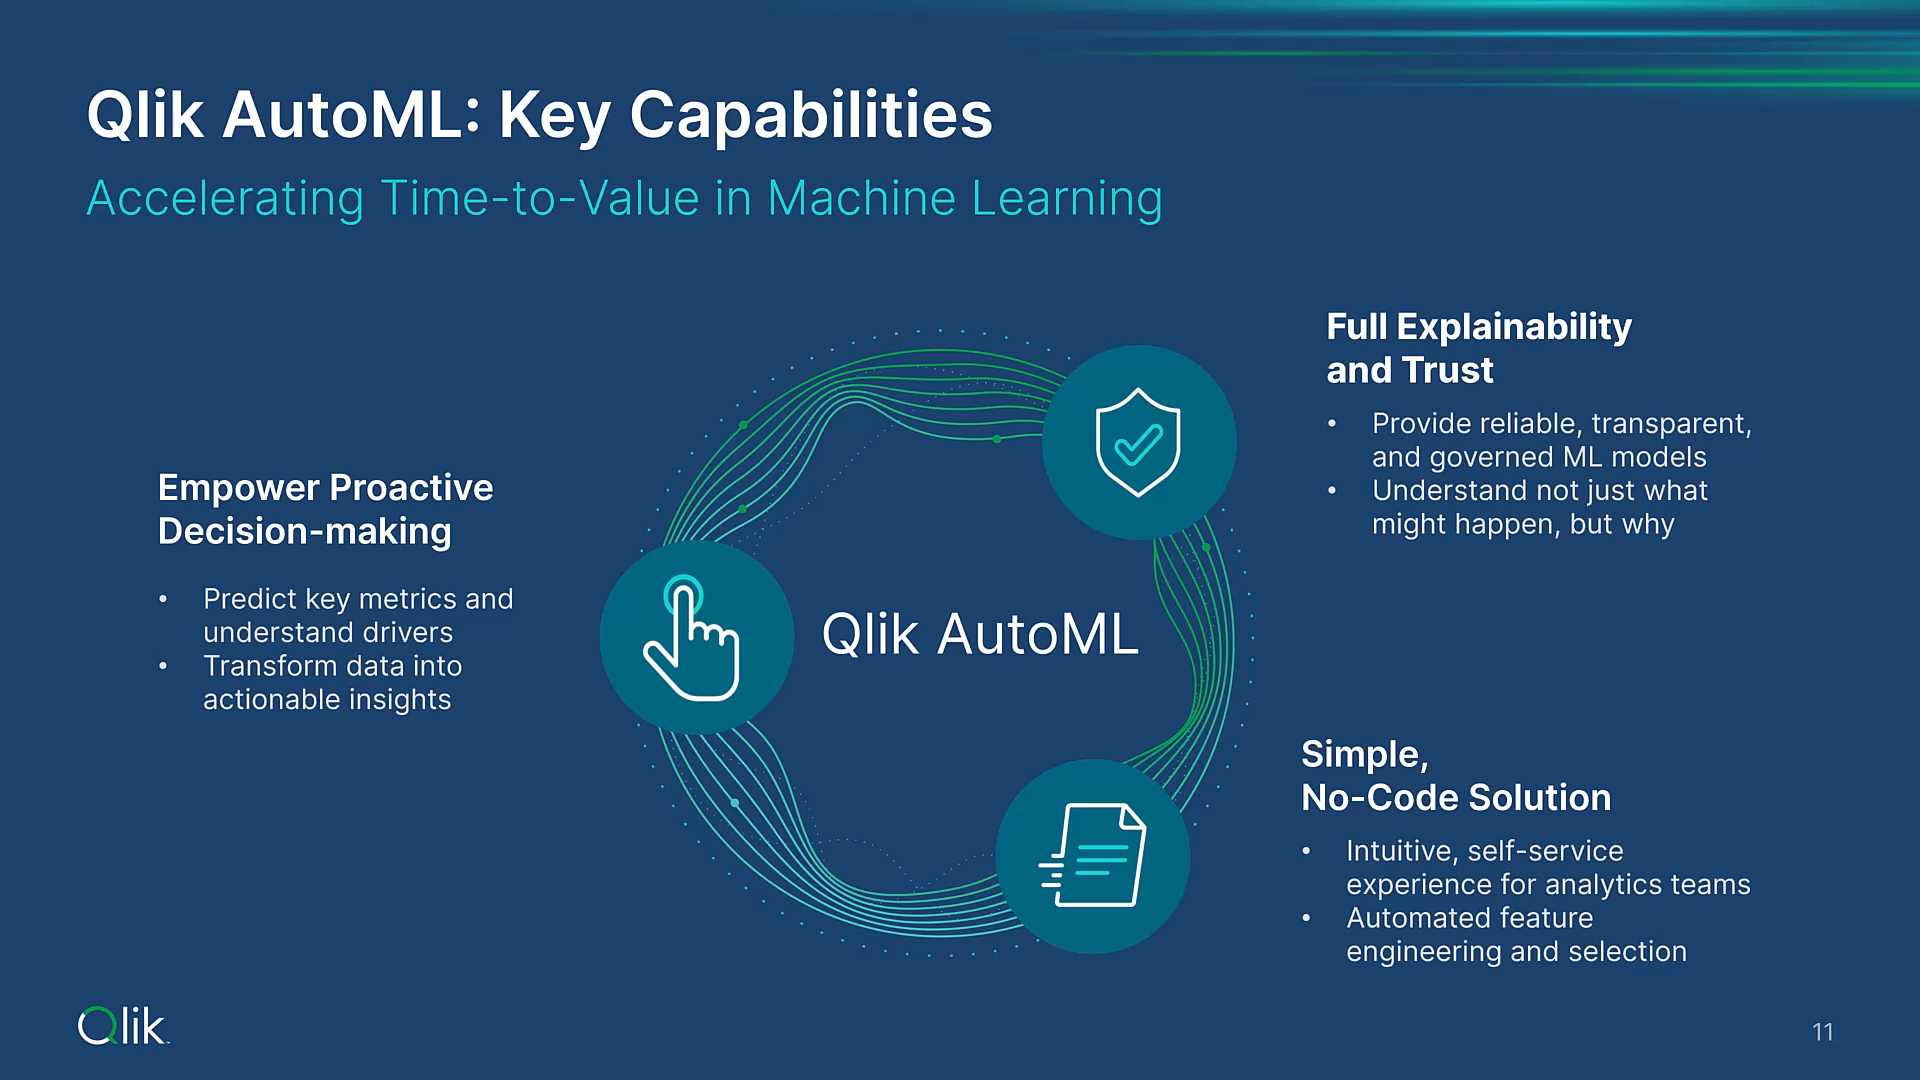 Qlik AutoML: Key Capabilities
Accelerating Time-to-Value in Machine Learning
Empower Proactive
Decision-making
• Predict key metrics and
understand drivers
• Transform data into
actionable insights
Qlik AutoML
Full Explainability
and Trust
• Provide reliable, transparent,
and governed ML models
• Understand not just what
might happen, but why
Simple,
No-Code Solution
• Intuitive, self-service
experience for analytics teams
• Automated feature
engineering and selection
Qlik
11